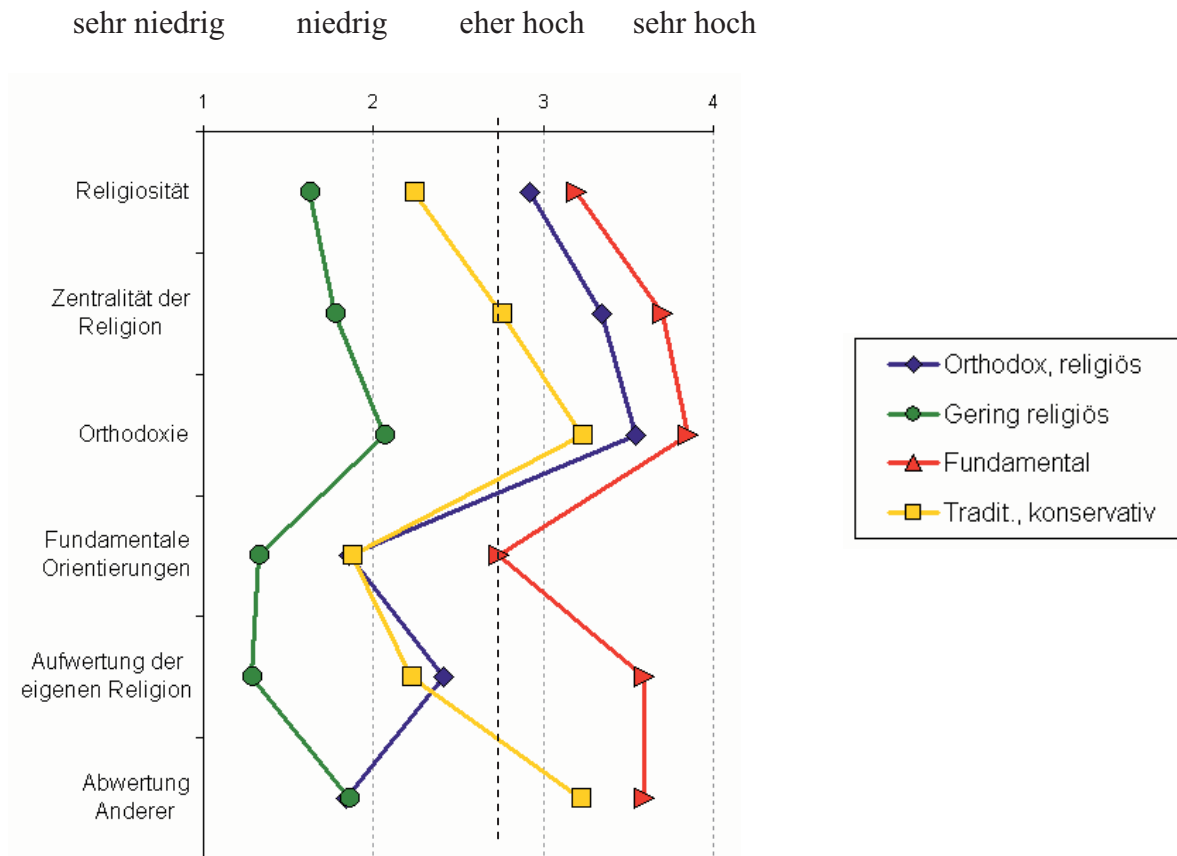 sehr niedrig niedrig eher hoch sehr hoch
1 2 3 4
Religiosität
Zentralität der
Religion
Orthodoxie
Fundamentale
Orientierungen
Aufwertung der
eigenen Religion
Abwertung
Anderer
Orthodox, religiös
Gering religiös
Fundamental
Tradit., konservativ